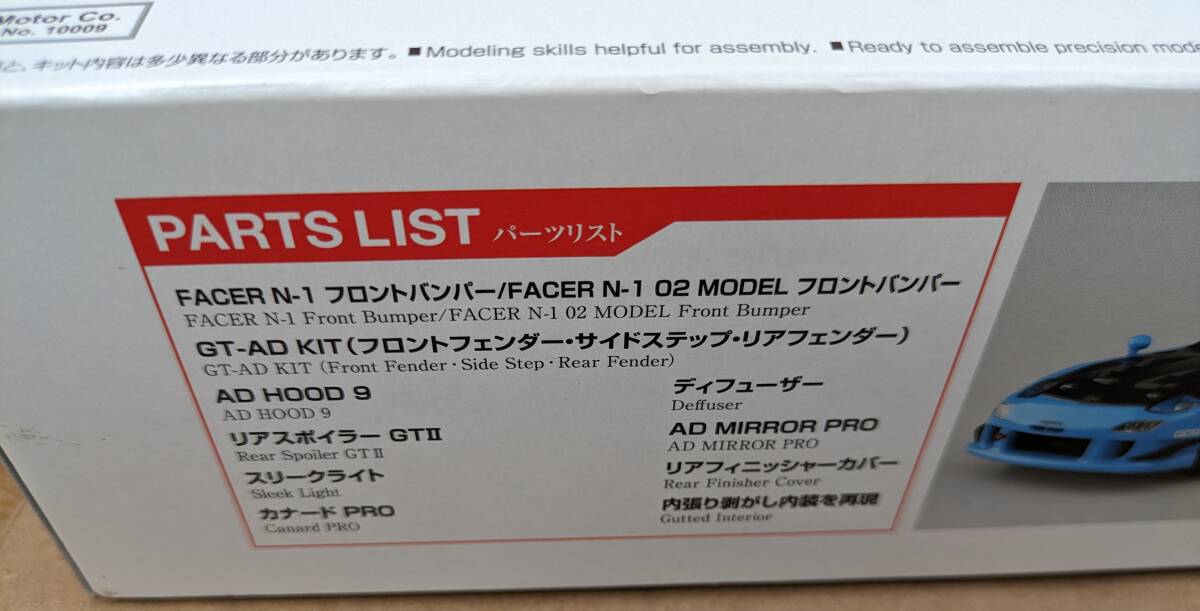 Motor Co.
No. 10009
と、キット内容は多少異なる部分があります。 ■Modeling skills helpful for assembly. ■Ready to assemble precision
PARTS LIST パーツリスト
FACER N-1 フロントバンパー/FACER N-1 02 MODEL フロントバンパー
FACER N-1 Front Bumper/FACER N-1 02 MODEL Front Bumper
GT-AD KIT(フロントフェンダー・サイドステップ・リアフェンダー)
GT-AD KIT (Front Fender・Side Step・Rear Fender)
AD HOOD 9
AD HOOD 9
リアスポイラー GTⅡ
Rear Spoiler GTⅡ
スリークライト
Sleek Light
カナード PRO
Canard PRO
ディフューザー
Deffuser
AD MIRROR PRO
AD MIRROR PRO
リアフィニッシャーカバー
Rear Finisher Cover
内張り剥がし内装を再現
Gutted Interior